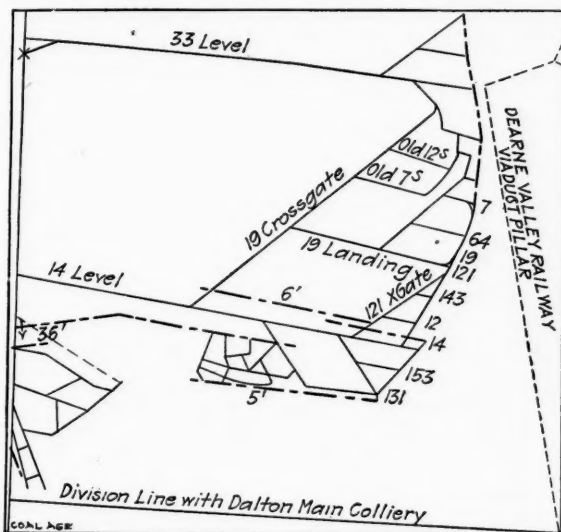 33 Level
Old 12s
Old 7s
19 Crossgate
DEARNE VALLEY RAILWAY
VIADUCT PILLAR
7
64
19 Landing
19
121
14 Level
6'
121 XGate
143
12
36'
14
153
5'
131
Division Line with Dalton Main Colliery
COAL AGE